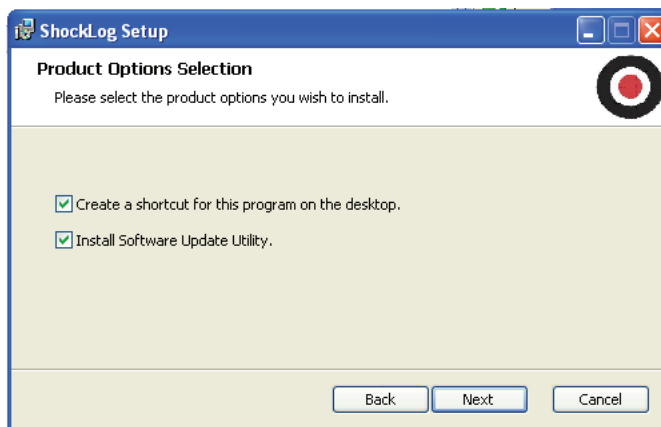 ShockLog Setup
Product Options Selection
Please select the product options you wish to install.
Create a shortcut for this program on the desktop.
Install Software Update Utility.
Back Next Cancel